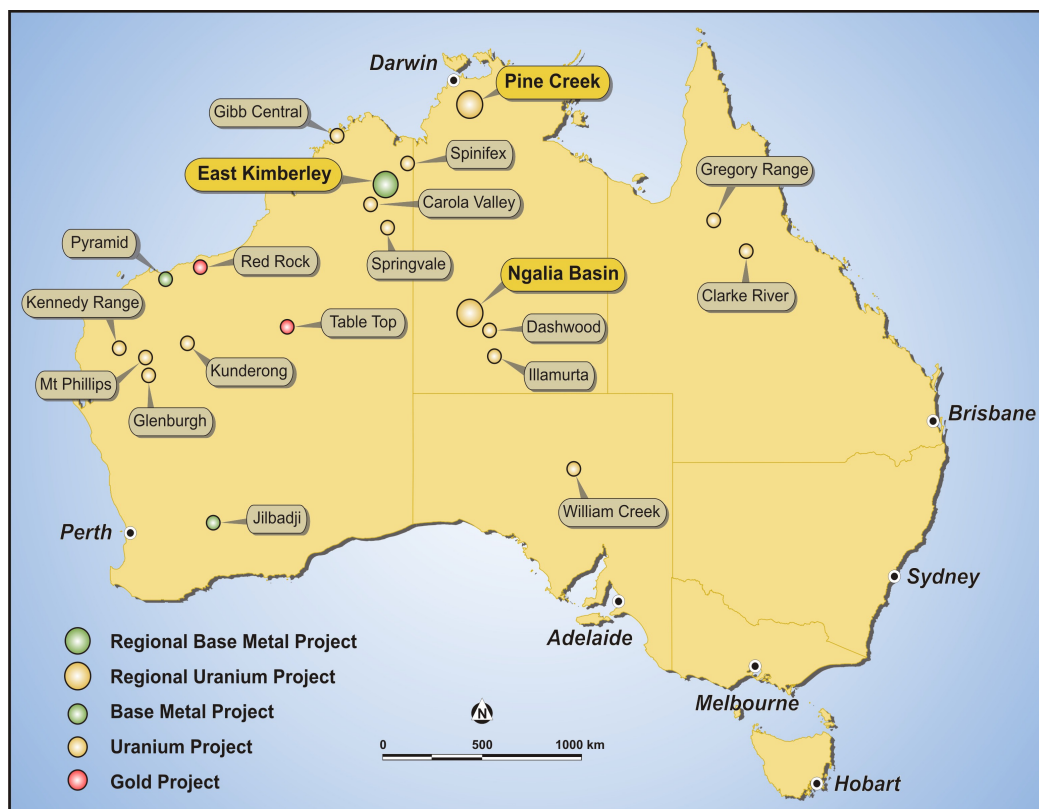 Darwin
Pine Creek
Gibb Central
Spinifex
East Kimberley
Gregory Range
Carola Valley
Pyramid
Red Rock
Springvale
Ngalia Basin
Clarke River
Kennedy Range
Table Top
Dashwood
Kunderong
Illamurta
Mt Phillips
Glenburgh
Brisbane
William Creek
Jilbadji
Perth
Sydney
Adelaide
Melbourne
Hobart
Regional Base Metal Project
Regional Uranium Project
Base Metal Project
Uranium Project
Gold Project
N
0 500 1000 km